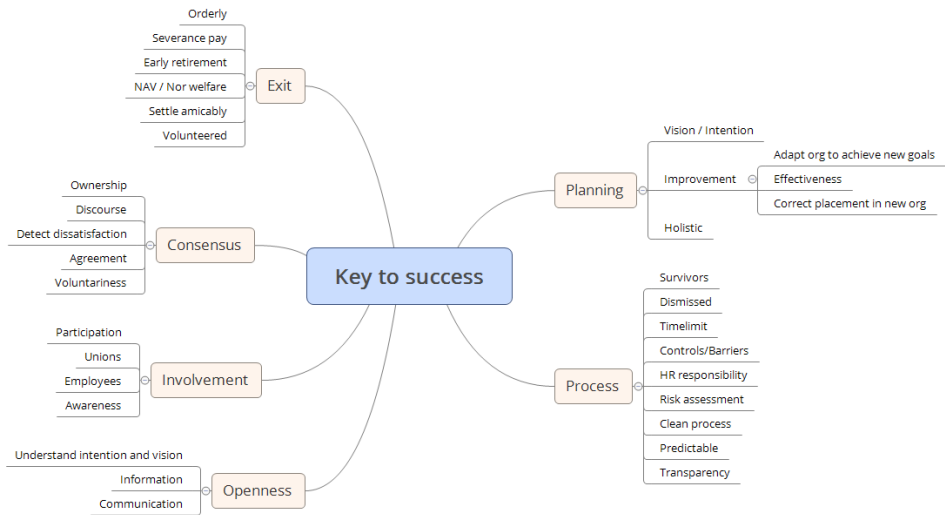 Key to success
Exit
Orderly
Severance pay
Early retirement
NAV / Nor welfare
Settle amicably
Volunteered
Consensus
Ownership
Discourse
Detect dissatisfaction
Agreement
Voluntariness
Involvement
Participation
Unions
Employees
Awareness
Openness
Understand intention and vision
Information
Communication
Planning
Vision / Intention
Improvement
Adapt org to achieve new goals
Effectiveness
Correct placement in new org
Holistic
Process
Survivors
Dismissed
Timelimit
Controls/Barriers
HR responsibility
Risk assessment
Clean process
Predictable
Transparency